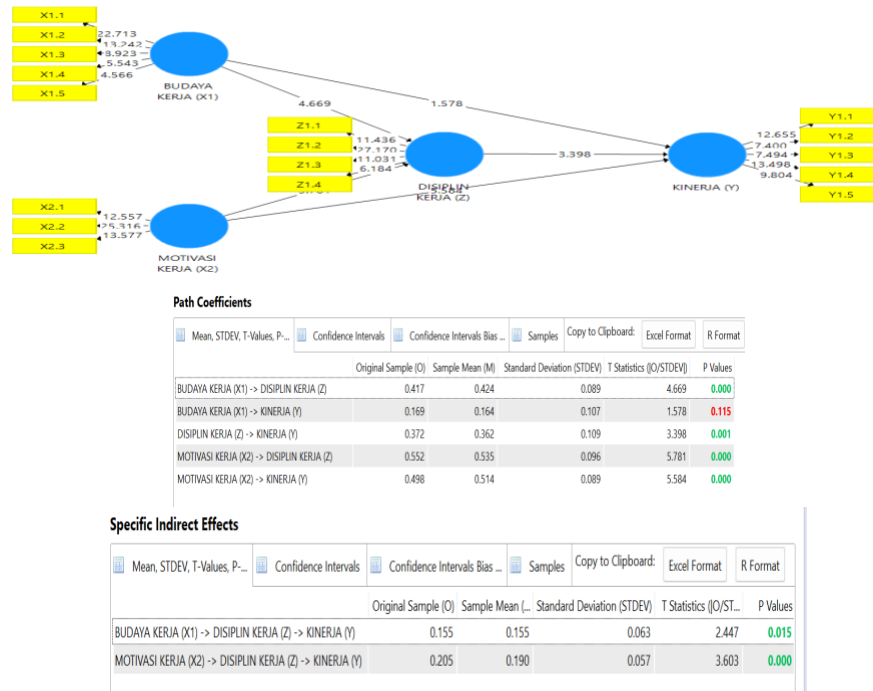 X1.1
X1.2
X1.3
X1.4
X1.5
22.713
13.242
8.923
5.543
4.566
BUDAYA
KERJA (X1)
4.669
1.578
Z1.1
Z1.2
Z1.3
Z1.4
11.436
27.170
11.031
6.184
DISIPLIN
KERJA (Z)
3.398
KINERJA (Y)
12.655
7.400
7.494
13.498
9.804
Y1.1
Y1.2
Y1.3
Y1.4
Y1.5
X2.1
X2.2
X2.3
12.557
25.316
13.577
MOTIVASI
KERJA (X2)
Path Coefficients
Mean, STDEV, T-Values, P-... Confidence Intervals Confidence Intervals Bias ... Samples Copy to Clipboard: Excel Format R Format
Original Sample (O) Sample Mean (M) Standard Deviation (STDEV) T Statistics (|O/STDEV|) P Values
BUDAYA KERJA (X1) -> DISIPLIN KERJA (Z) 0.417 0.424 0.089 4.669 0.000
BUDAYA KERJA (X1) -> KINERJA (Y) 0.169 0.164 0.107 1.578 0.115
DISIPLIN KERJA (Z) -> KINERJA (Y) 0.372 0.362 0.109 3.398 0.001
MOTIVASI KERJA (X2) -> DISIPLIN KERJA (Z) 0.552 0.535 0.096 5.781 0.000
MOTIVASI KERJA (X2) -> KINERJA (Y) 0.498 0.514 0.089 5.584 0.000
Specific Indirect Effects
Mean, STDEV, T-Values, P-... Confidence Intervals Confidence Intervals Bias ... Samples Copy to Clipboard: Excel Format R Format
Original Sample (O) Sample Mean (... Standard Deviation (STDEV) T Statistics (|O/ST... P Values
BUDAYA KERJA (X1) -> DISIPLIN KERJA (Z) -> KINERJA (Y) 0.155 0.155 0.063 2.447 0.015
MOTIVASI KERJA (X2) -> DISIPLIN KERJA (Z) -> KINERJA (Y) 0.205 0.190 0.057 3.603 0.000